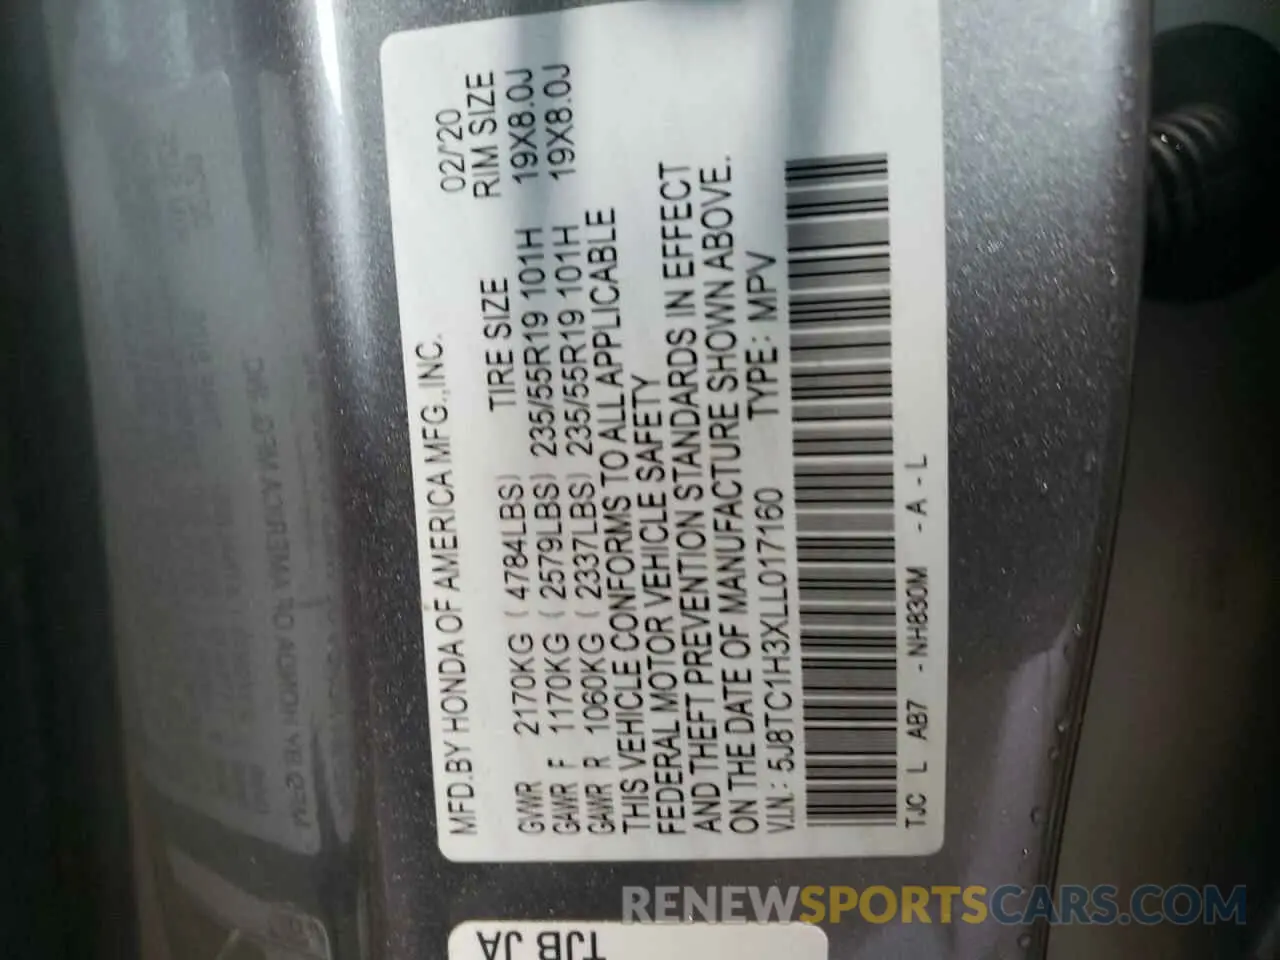 MFD.BY HONDA OF AMERICA MFG.,INC. 02/20
TIRE SIZE RIM SIZE
GVWR 2170KG ( 4784LBS) 235/55R19 101H 19X8.0J
GAWR F 1170KG ( 2579LBS) 235/55R19 101H 19X8.0J
GAWR R 1060KG ( 2337LBS)
THIS VEHICLE CONFORMS TO ALL APPLICABLE
FEDERAL MOTOR VEHICLE SAFETY
AND THEFT PREVENTION STANDARDS IN EFFECT
ON THE DATE OF MANUFACTURE SHOWN ABOVE.
V.I.N.: 5J8TC1H3XLL017160 TYPE: MPV
TJC L AB7 -NH830M -A-L
TJB JA
RENEWSPORTSCARS.COM